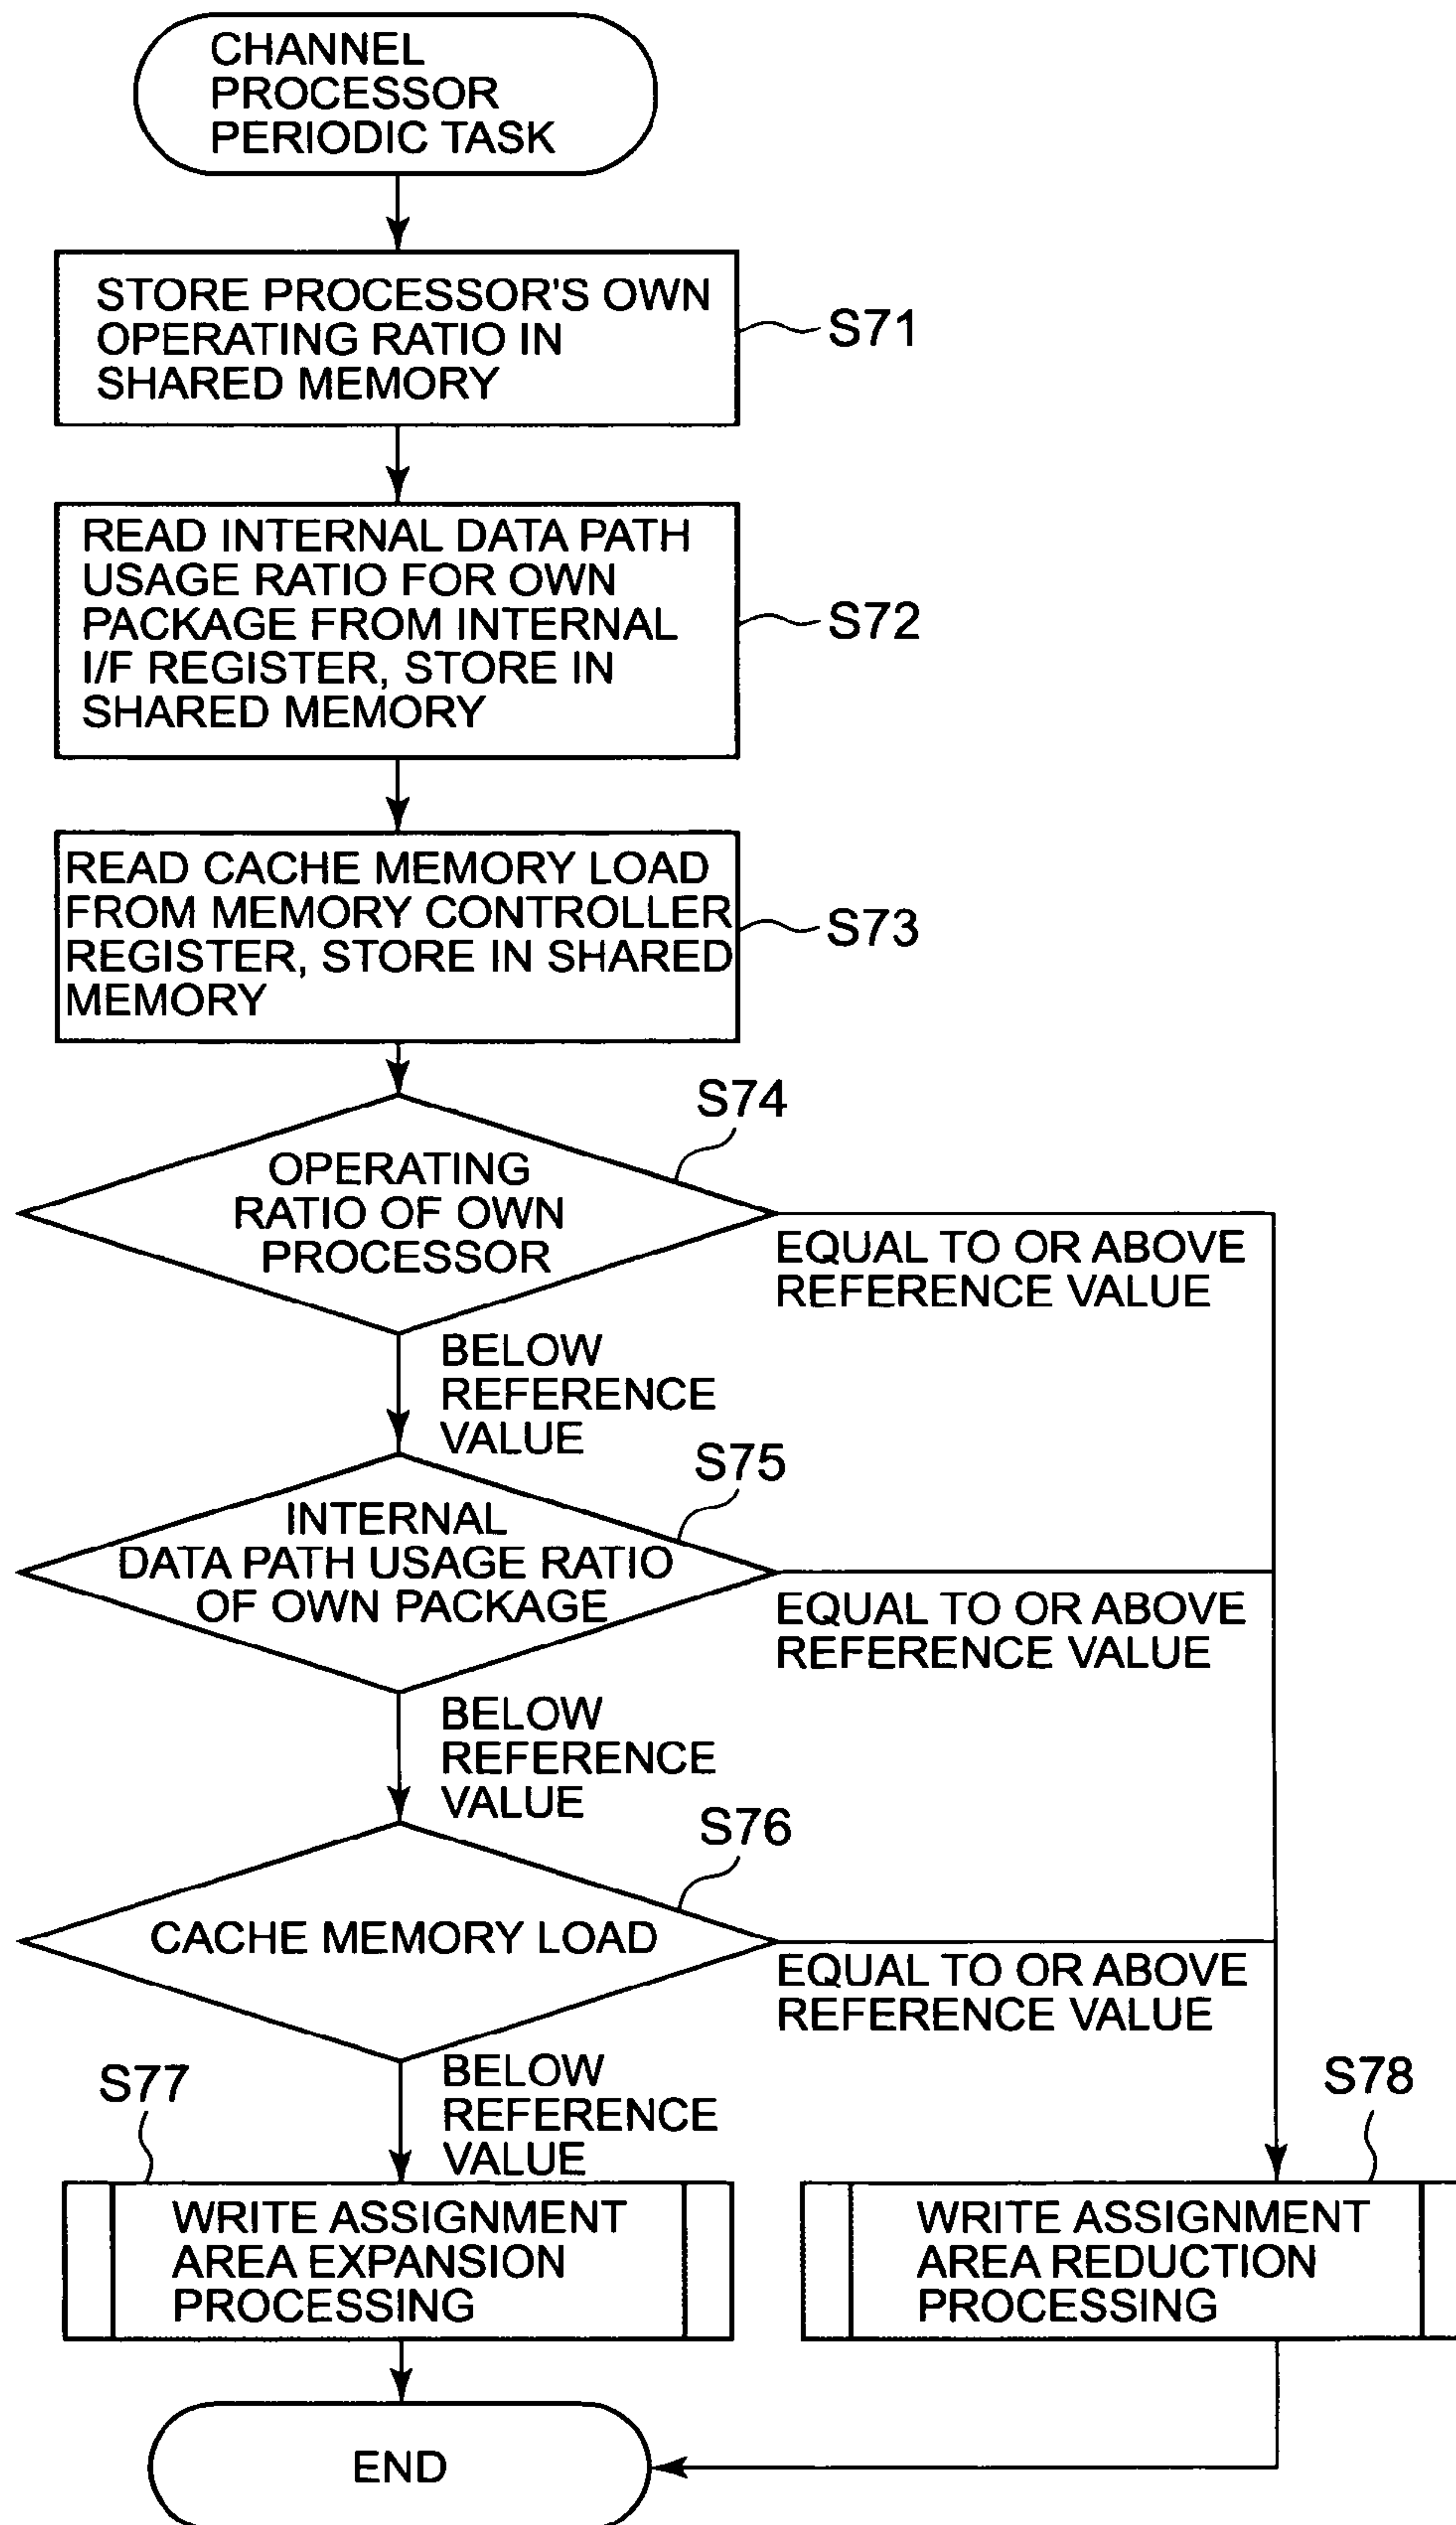 CHANNEL
PROCESSOR
PERIODIC TASK
STORE PROCESSOR'S OWN
OPERATING RATIO IN
SHARED MEMORY
S71
READ INTERNAL DATA PATH
USAGE RATIO FOR OWN
PACKAGE FROM INTERNAL
I/F REGISTER, STORE IN
SHARED MEMORY
S72
READ CACHE MEMORY LOAD
FROM MEMORY CONTROLLER
REGISTER, STORE IN SHARED
MEMORY
S73
S74
OPERATING
RATIO OF OWN
PROCESSOR
EQUAL TO OR ABOVE
REFERENCE VALUE
BELOW
REFERENCE
VALUE
S75
INTERNAL
DATA PATH USAGE RATIO
OF OWN PACKAGE
EQUAL TO OR ABOVE
REFERENCE VALUE
BELOW
REFERENCE
VALUE
S76
CACHE MEMORY LOAD
EQUAL TO OR ABOVE
REFERENCE VALUE
BELOW
REFERENCE
VALUE
S77
WRITE ASSIGNMENT
AREA EXPANSION
PROCESSING
S78
WRITE ASSIGNMENT
AREA REDUCTION
PROCESSING
END